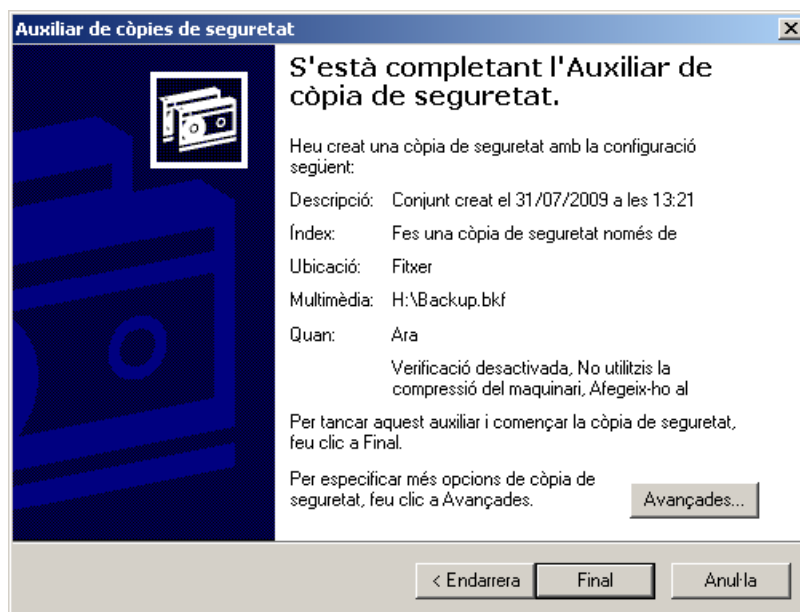 Auxiliar de còpies de seguretat
S'està completant l'Auxiliar de
còpia de seguretat.
Heu creat una còpia de seguretat amb la configuració
següent:
Descripció: Conjunt creat el 31/07/2009 a les 13:21
Índex: Fes una còpia de seguretat només de
Ubicació: Fitxer
Multimèdia: H:\Backup.bkf
Quan: Ara
Verificació desactivada, No utilitzis la
compressió del maquinari, Afegeix-ho al
Per tancar aquest auxiliar i començar la còpia de seguretat,
feu clic a Final.
Per especificar més opcions de còpia de
seguretat, feu clic a Avançades.
Avançades...
< Endarrera Final Anul·la